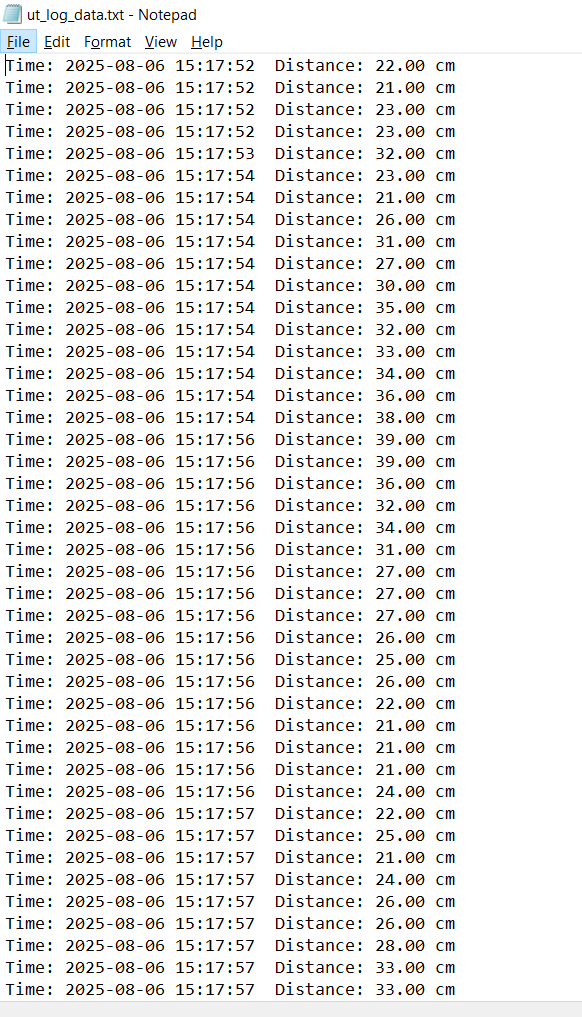 ut_log_data.txt - Notepad
File Edit Format View Help
Time: 2025-08-06 15:17:52  Distance: 22.00 cm
Time: 2025-08-06 15:17:52  Distance: 21.00 cm
Time: 2025-08-06 15:17:52  Distance: 23.00 cm
Time: 2025-08-06 15:17:52  Distance: 23.00 cm
Time: 2025-08-06 15:17:53  Distance: 32.00 cm
Time: 2025-08-06 15:17:54  Distance: 23.00 cm
Time: 2025-08-06 15:17:54  Distance: 21.00 cm
Time: 2025-08-06 15:17:54  Distance: 26.00 cm
Time: 2025-08-06 15:17:54  Distance: 31.00 cm
Time: 2025-08-06 15:17:54  Distance: 27.00 cm
Time: 2025-08-06 15:17:54  Distance: 30.00 cm
Time: 2025-08-06 15:17:54  Distance: 35.00 cm
Time: 2025-08-06 15:17:54  Distance: 32.00 cm
Time: 2025-08-06 15:17:54  Distance: 33.00 cm
Time: 2025-08-06 15:17:54  Distance: 34.00 cm
Time: 2025-08-06 15:17:54  Distance: 36.00 cm
Time: 2025-08-06 15:17:54  Distance: 38.00 cm
Time: 2025-08-06 15:17:56  Distance: 39.00 cm
Time: 2025-08-06 15:17:56  Distance: 39.00 cm
Time: 2025-08-06 15:17:56  Distance: 36.00 cm
Time: 2025-08-06 15:17:56  Distance: 32.00 cm
Time: 2025-08-06 15:17:56  Distance: 34.00 cm
Time: 2025-08-06 15:17:56  Distance: 31.00 cm
Time: 2025-08-06 15:17:56  Distance: 27.00 cm
Time: 2025-08-06 15:17:56  Distance: 27.00 cm
Time: 2025-08-06 15:17:56  Distance: 27.00 cm
Time: 2025-08-06 15:17:56  Distance: 26.00 cm
Time: 2025-08-06 15:17:56  Distance: 25.00 cm
Time: 2025-08-06 15:17:56  Distance: 26.00 cm
Time: 2025-08-06 15:17:56  Distance: 22.00 cm
Time: 2025-08-06 15:17:56  Distance: 21.00 cm
Time: 2025-08-06 15:17:56  Distance: 21.00 cm
Time: 2025-08-06 15:17:56  Distance: 21.00 cm
Time: 2025-08-06 15:17:56  Distance: 24.00 cm
Time: 2025-08-06 15:17:57  Distance: 22.00 cm
Time: 2025-08-06 15:17:57  Distance: 25.00 cm
Time: 2025-08-06 15:17:57  Distance: 21.00 cm
Time: 2025-08-06 15:17:57  Distance: 24.00 cm
Time: 2025-08-06 15:17:57  Distance: 26.00 cm
Time: 2025-08-06 15:17:57  Distance: 26.00 cm
Time: 2025-08-06 15:17:57  Distance: 28.00 cm
Time: 2025-08-06 15:17:57  Distance: 33.00 cm
Time: 2025-08-06 15:17:57  Distance: 33.00 cm